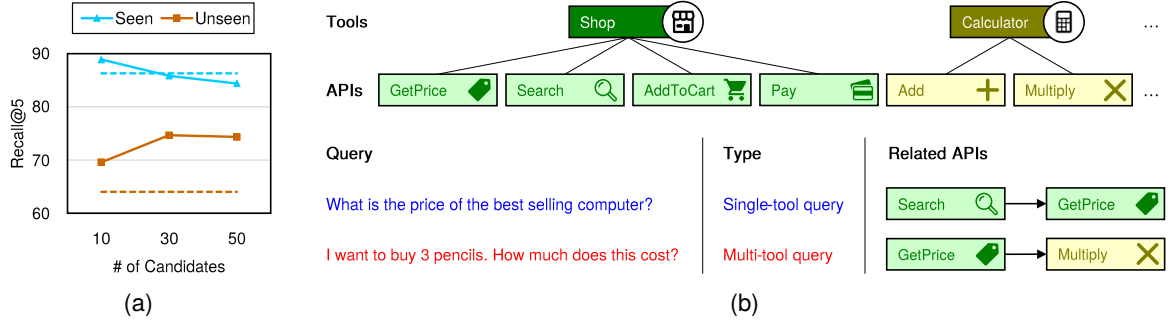 Seen Unseen
90
80
70
60
Recall@5
10 30 50
# of Candidates
(a)
Tools Shop Calculator ...
APIs GetPrice Search AddToCart Pay Add Multiply ...
Query Type Related APIs
What is the price of the best selling computer? Single-tool query Search GetPrice
I want to buy 3 pencils. How much does this cost? Multi-tool query GetPrice Multiply
(b)